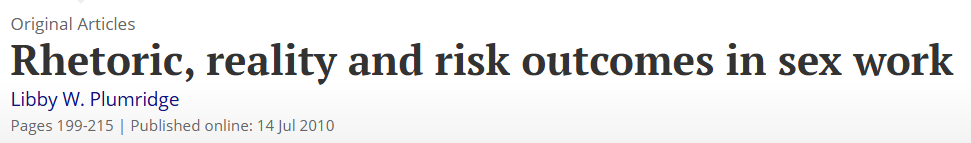 Original Articles
Rhetoric, reality and risk outcomes in sex work
Libby W. Plumridge
Pages 199-215 | Published online: 14 Jul 2010